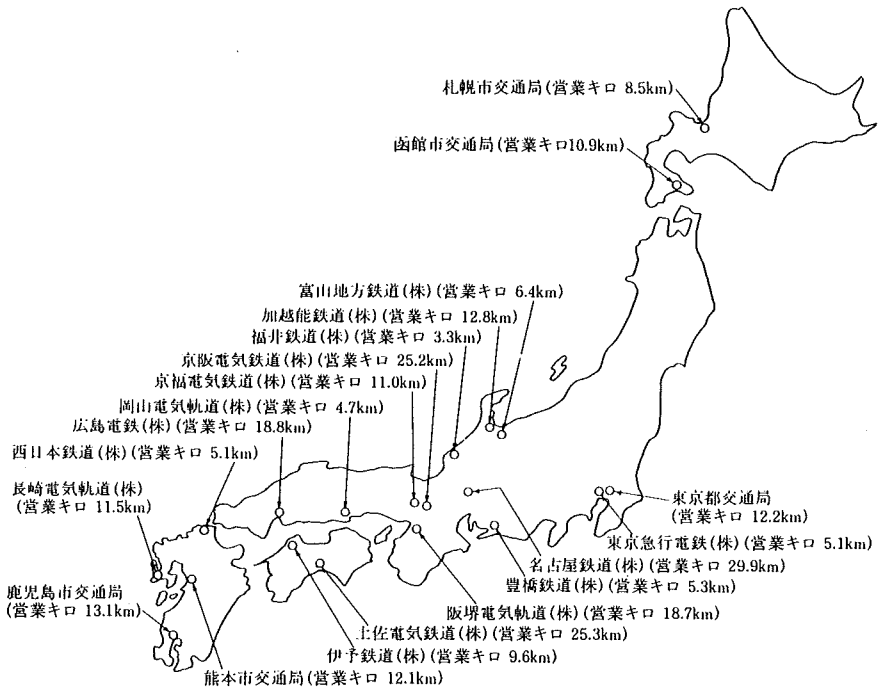 札幌市交通局(営業キロ 8.5km)
函館市交通局(営業キロ10.9km)
富山地方鉄道(株)(営業キロ 6.4km)
加越能鉄道(株)(営業キロ 12.8km)
福井鉄道(株)(営業キロ 3.3km)
京阪電気鉄道(株)(営業キロ 25.2km)
京福電気鉄道(株)(営業キロ 11.0km)
岡山電気軌道(株)(営業キロ 4.7km)
広島電鉄(株)(営業キロ 18.8km)
西日本鉄道(株)(営業キロ 5.1km)
長崎電気軌道(株)
(営業キロ 11.5km)
東京都交通局
(営業キロ 12.2km)
東京急行電鉄(株)(営業キロ 5.1km)
名古屋鉄道(株)(営業キロ 29.9km)
豊橋鉄道(株)(営業キロ 5.3km)
鹿児島市交通局
(営業キロ 13.1km)
阪堺電気軌道(株)(営業キロ 18.7km)
土佐電気鉄道(株)(営業キロ 25.3km)
伊予鉄道(株)(営業キロ 9.6km)
熊本市交通局(営業キロ 12.1km)